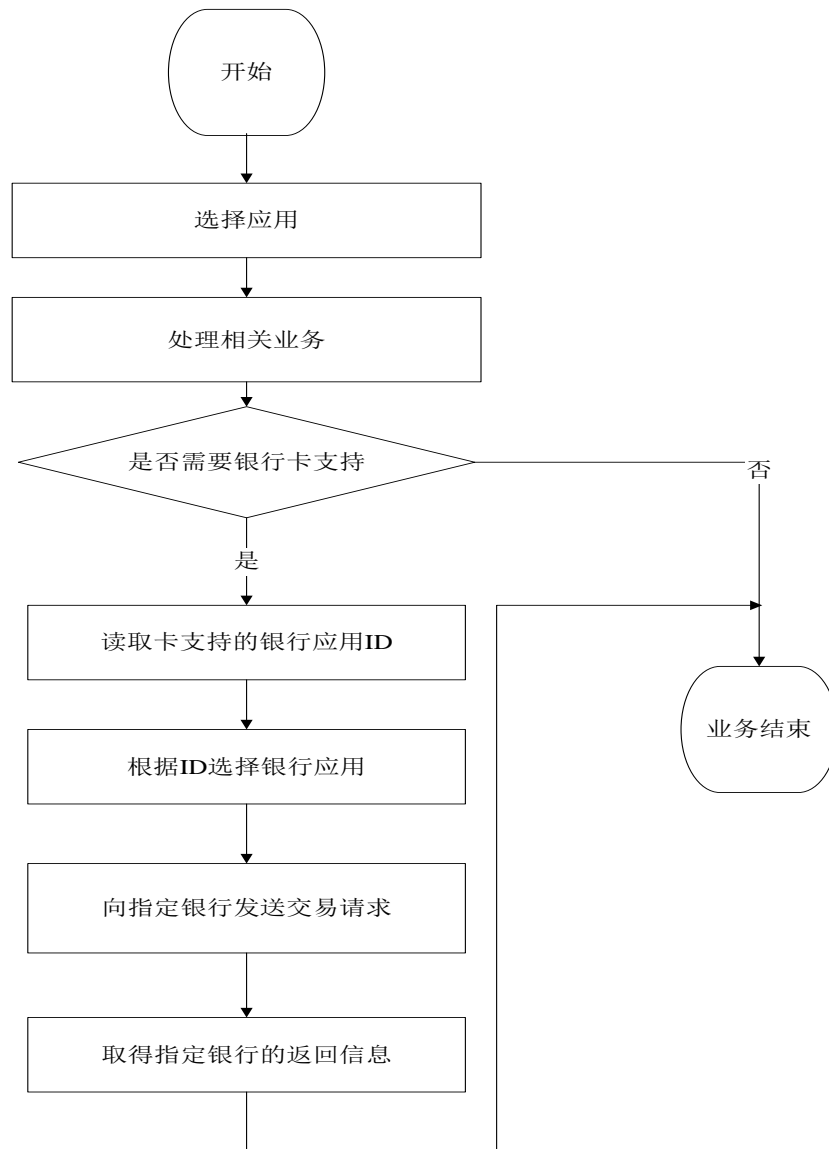 开始
选择应用
处理相关业务
是否需要银行卡支持
否
是
读取卡支持的银行应用ID
根据ID选择银行应用
业务结束
向指定银行发送交易请求
取得指定银行的返回信息